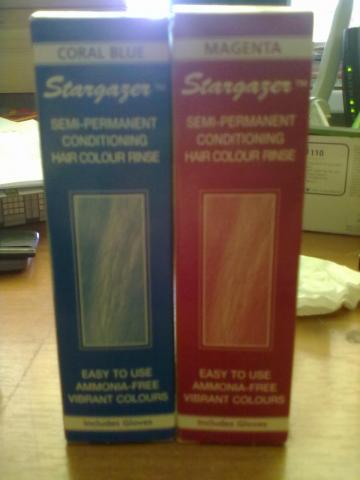 CORAL BLUE
Stargazer™
SEMI-PERMANENT
CONDITIONING
HAIR COLOUR RINSE
EASY TO USE
AMMONIA-FREE
VIBRANT COLOURS
Includes Gloves
MAGENTA
Stargazer™
SEMI-PERMANENT
CONDITIONING
HAIR COLOUR RINSE
EASY TO USE
AMMONIA-FREE
VIBRANT COLOURS
Includes Gloves
110